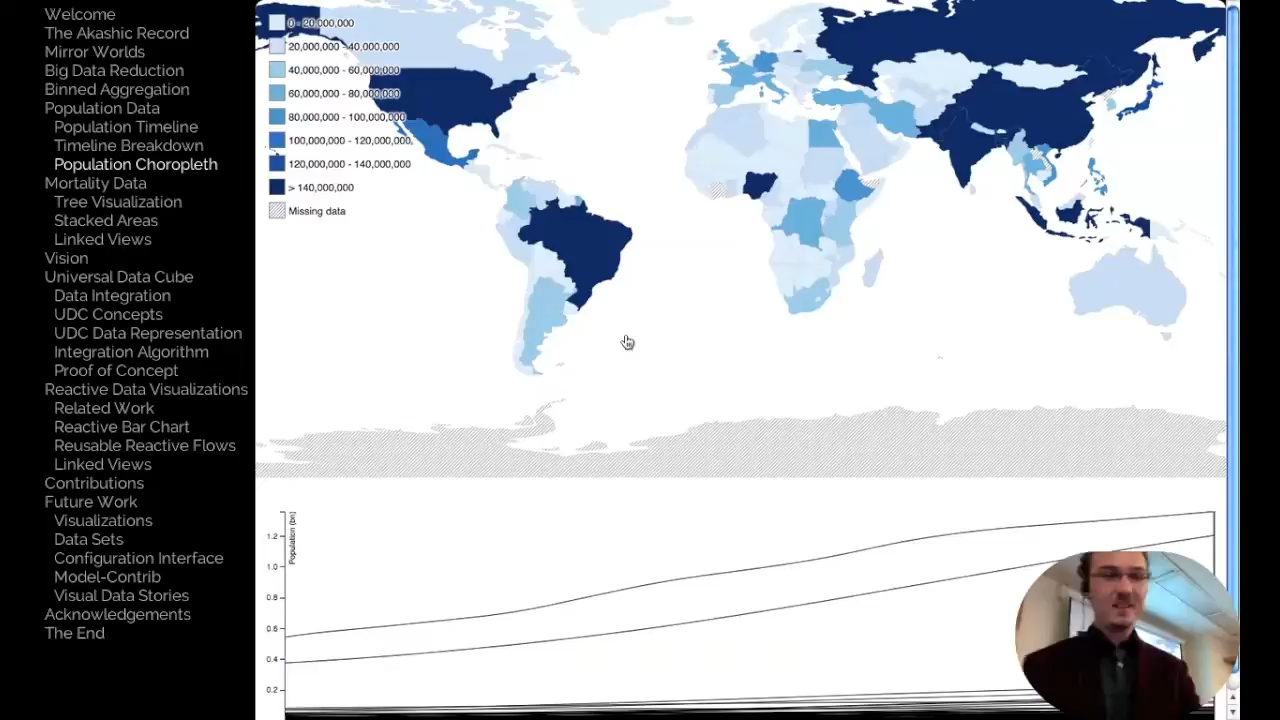 Welcome
The Akashic Record
Mirror Worlds
Big Data Reduction
Binned Aggregation
Population Data
Population Timeline
Timeline Breakdown
Population Choropleth
Mortality Data
Tree Visualization
Stacked Areas
Linked Views
Vision
Universal Data Cube
Data Integration
UDC Concepts
UDC Data Representation
Integration Algorithm
Proof of Concept
Reactive Data Visualizations
Related Work
Reactive Bar Chart
Reusable Reactive Flows
Linked Views
Contributions
Future Work
Visualizations
Data Sets
Configuration Interface
Model-Contrib
Visual Data Stories
Acknowledgements
The End
0 - 20,000,000
20,000,000 - 40,000,000
40,000,000 - 60,000,000
60,000,000 - 80,000,000
80,000,000 - 100,000,000
100,000,000 - 120,000,000
120,000,000 - 140,000,000
> 140,000,000
Missing data
Population (bn)
1.2
1.0
0.8
0.6
0.4
0.2